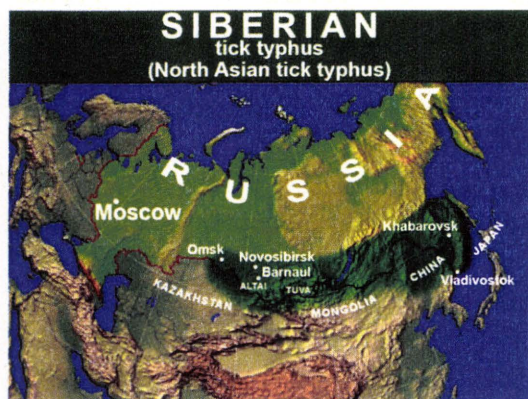 SIBERIAN
tick typhus
(North Asian tick typhus)
RUSSIA
Moscow
Khabarovsk
Omsk
Novosibirsk
Barnaul
ALTAI
TUVA
KAZAKHSTAN
MONGOLIA
CHINA
JAPAN
Vladivostok